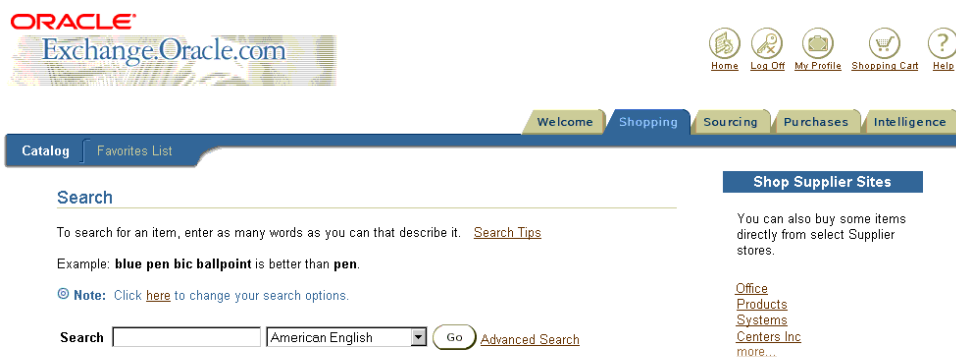 ORACLE®
Exchange.Oracle.com
Home Log Off My Profile Shopping Cart Help
Welcome Shopping Sourcing Purchases Intelligence
Catalog Favorites List
Search
To search for an item, enter as many words as you can that describe it. Search Tips
Example: blue pen bic ballpoint is better than pen.
Note: Click here to change your search options.
Search American English Go Advanced Search
Shop Supplier Sites
You can also buy some items
directly from select Supplier
stores.
Office
Products
Systems
Centers Inc
more...